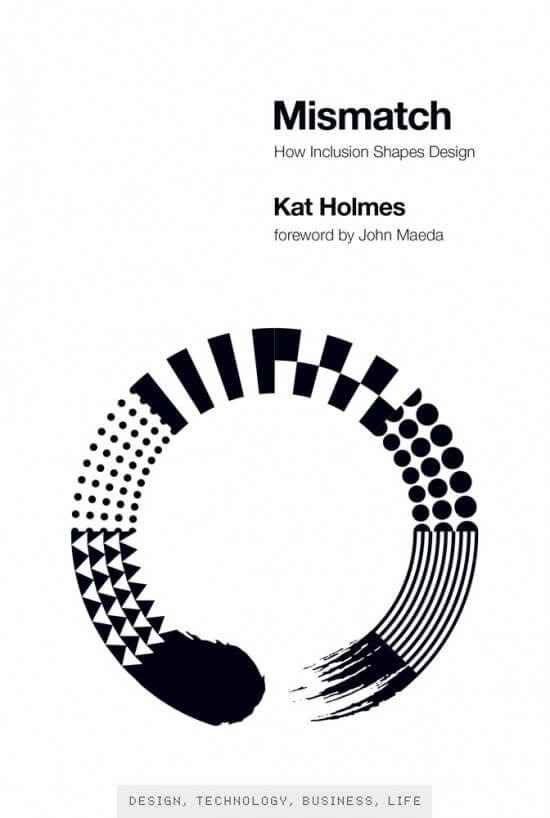 Mismatch
How Inclusion Shapes Design
Kat Holmes
foreword by John Maeda
DESIGN, TECHNOLOGY, BUSINESS, LIFE